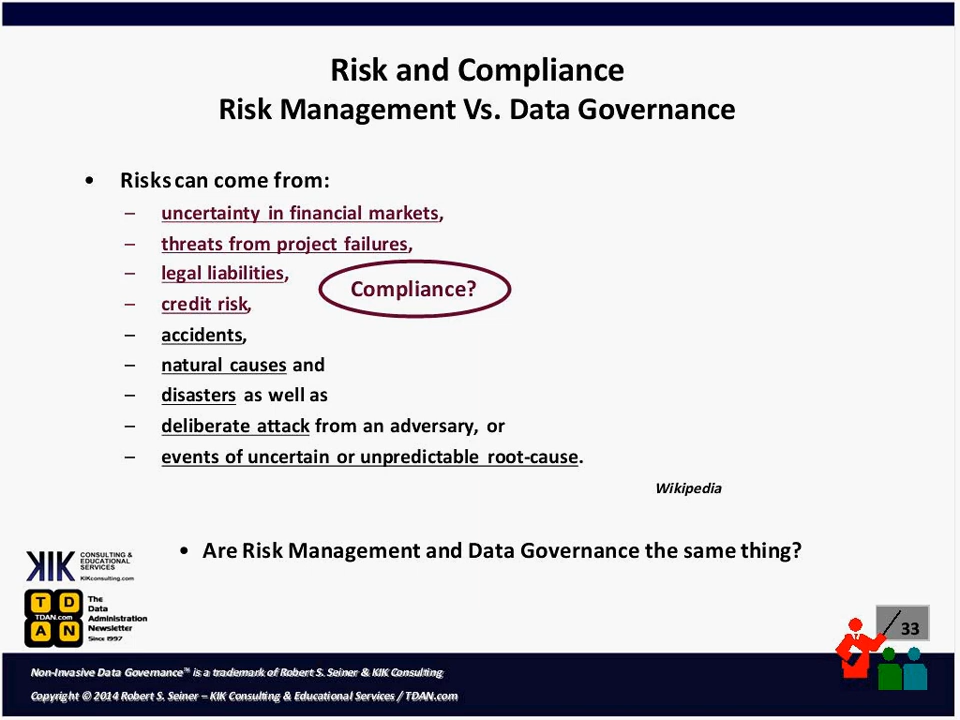 Risk and Compliance
Risk Management Vs. Data Governance
• Risks can come from:
– uncertainty in financial markets,
– threats from project failures,
– legal liabilities,
Compliance?
– credit risk,
– accidents,
– natural causes and
– disasters as well as
– deliberate attack from an adversary, or
– events of uncertain or unpredictable root-cause.
Wikipedia
• Are Risk Management and Data Governance the same thing?
KIK CONSULTING &
EDUCATIONAL
SERVICES
KIKconsulting.com
T D
TDAN.com
A N
The
Data
Administration
Newsletter
Since 1997
33
Non-Invasive Data Governance™ is a trademark of Robert S. Seiner & KIK Consulting
Copyright © 2014 Robert S. Seiner – KIK Consulting & Educational Services / TDAN.com